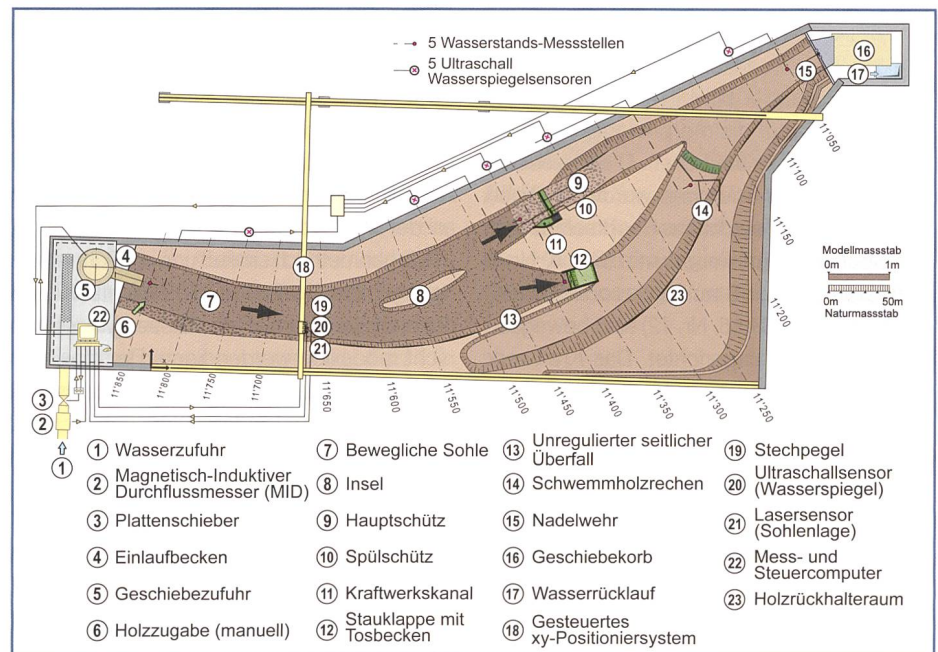 5 Wasserstands-Messstellen
5 Ultraschall
Wasserspiegelsensoren
16
15
17
11'050
9
11'100
10
14
4
11
11'150
12
18
Modellmassstab
0m 1m
5
7
19
8
23
0m 50m
Naturmassstab
6
22
20
13
11'200
21
y
x
3
11'850
11'800
11'750
11'700
11'650
11'600
11'550
11'500
11'450
11'400
11'350
11'300
11'250
2
1
1 Wasserzufuhr
2 Magnetisch-Induktiver
Durchflussmesser (MID)
3 Plattenschieber
4 Einlaufbecken
5 Geschiebezufuhr
6 Holzzugabe (manuell)
7 Bewegliche Sohle
8 Insel
9 Hauptschütz
10 Spülschütz
11 Kraftwerkskanal
12 Stauklappe mit
Tosbecken
13 Unregulierter seitlicher
Überfall
14 Schwemmholzrechen
15 Nadelwehr
16 Geschiebekorb
17 Wasserrücklauf
18 Gesteuertes
xy-Positioniersystem
19 Stechpegel
20 Ultraschallsensor
(Wasserspiegel)
21 Lasersensor
(Sohlenlage)
22 Mess- und
Steuercomputer
23 Holzrückhalteraum